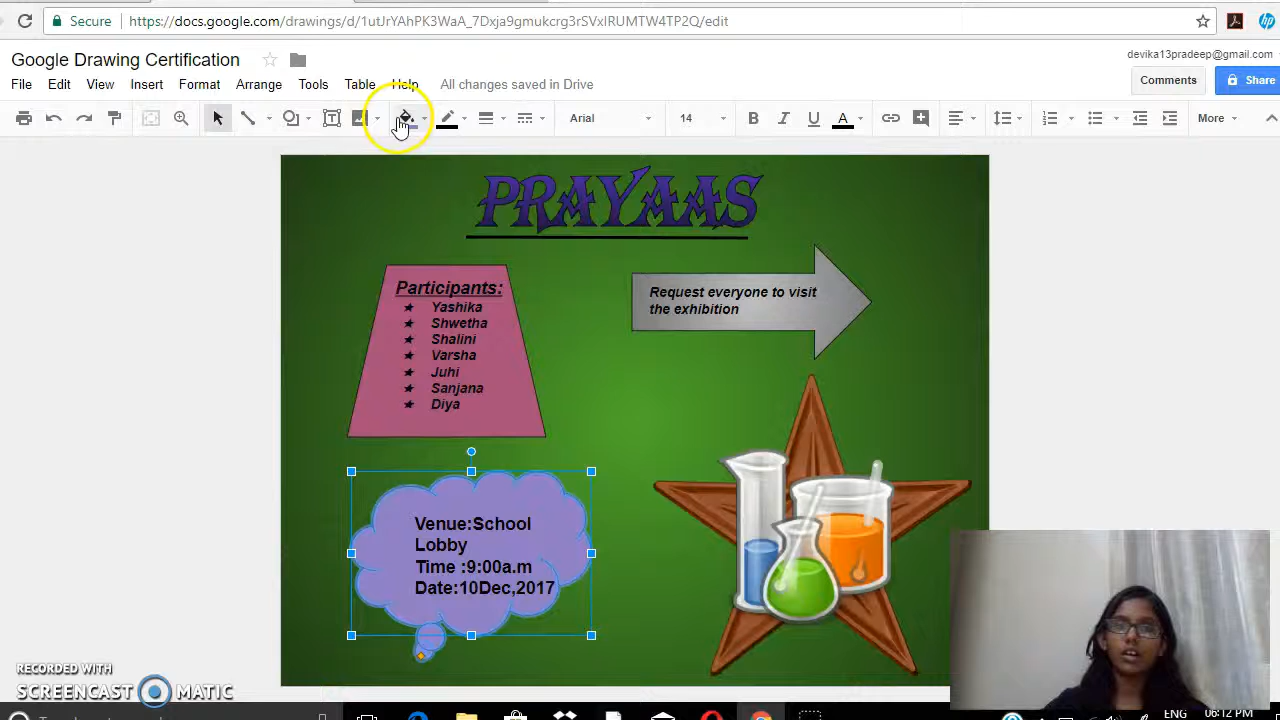 Secure https://docs.google.com/drawings/d/1utJrYAhPK3WaA_7Dxja9gmukcrg3rSVxlRUMTW4TP2Q/edit
devika13pradeep@gmail.com
Google Drawing Certification
Comments
Share
File Edit View Insert Format Arrange Tools Table Help All changes saved in Drive
Arial 14 B I U A More
PRAYAAS
Participants:
★ Yashika
★ Shwetha
★ Shalini
★ Varsha
★ Juhi
★ Sanjana
★ Diya
Request everyone to visit
the exhibition
Venue:School
Lobby
Time :9:00a.m
Date:10Dec,2017
RECORDED WITH
SCREENCAST MATIC
06:12 PM